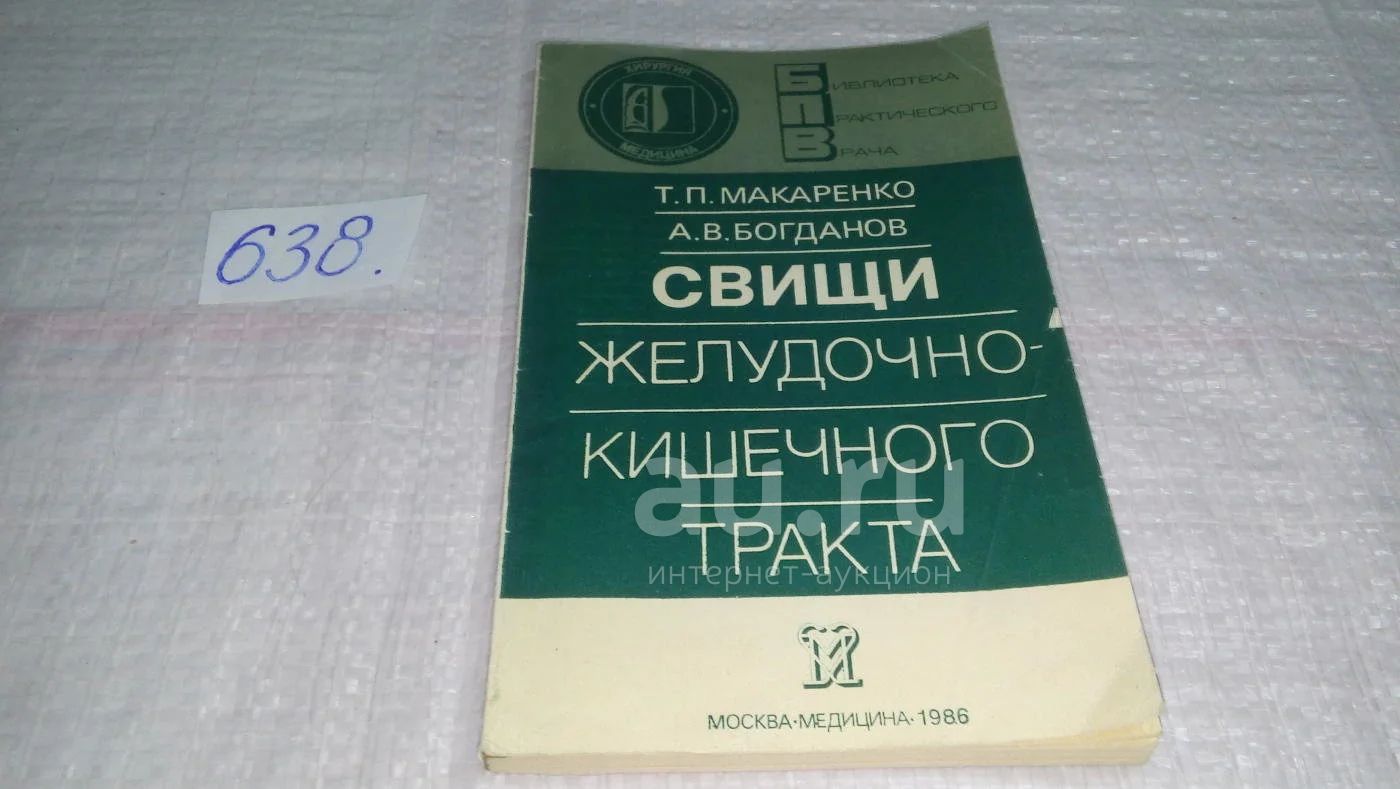 638.
ХИРУРГИЯ
МЕДИЦИНА
БИБЛИОТЕКА
ПРАКТИЧЕСКОГО
ВРАЧА
Т.П. МАКАРЕНКО
А.В. БОГДАНОВ
СВИЩИ
ЖЕЛУДОЧНО-
КИШЕЧНОГО
ТРАКТА
au.ru
интернет-аукцион
МОСКВА·МЕДИЦИНА·1986